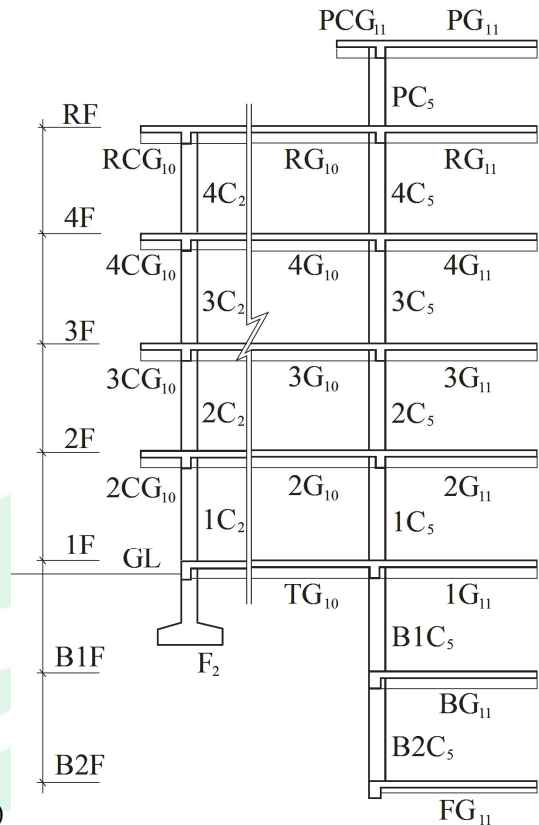 PCG₁₁ PG₁₁
PC₅
RF
RCG₁₀ RG₁₀ RG₁₁
4C₂ 4C₅
4F
4CG₁₀ 4G₁₀ 4G₁₁
3C₂ 3C₅
3F
3CG₁₀ 3G₁₀ 3G₁₁
2C₂ 2C₅
2F
2CG₁₀ 2G₁₀ 2G₁₁
1C₂ 1C₅
1F GL
TG₁₀ 1G₁₁
B1C₅
B1F F₂
BG₁₁
B2C₅
B2F
FG₁₁
)